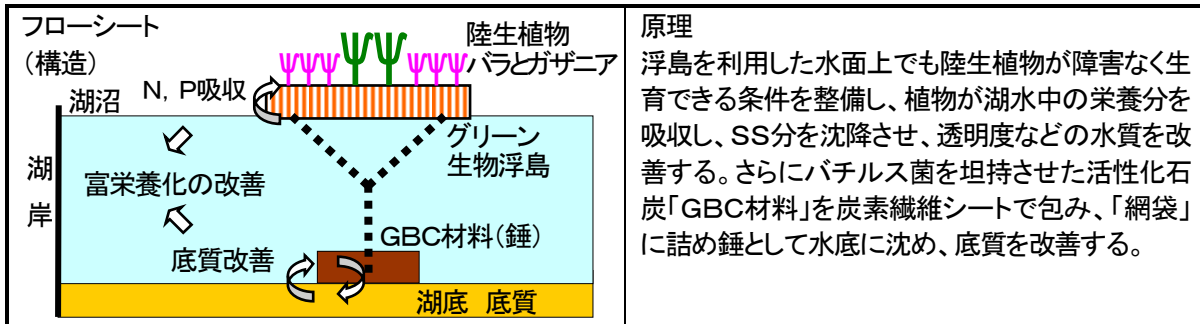 フローシート
(構造)
陸生植物
バラとガザニア
N, P吸収
湖沼
グリーン
生物浮島
湖
岸
富栄養化の改善
GBC材料(錘)
底質改善
湖底 底質
原理
浮島を利用した水面上でも陸生植物が障害なく生
育できる条件を整備し、植物が湖水中の栄養分を
吸収し、SS分を沈降させ、透明度などの水質を改
善する。さらにバチルス菌を坦持させた活性化石
炭「GBC材料」を炭素繊維シートで包み、「網袋」
に詰め錘として水底に沈め、底質を改善する。